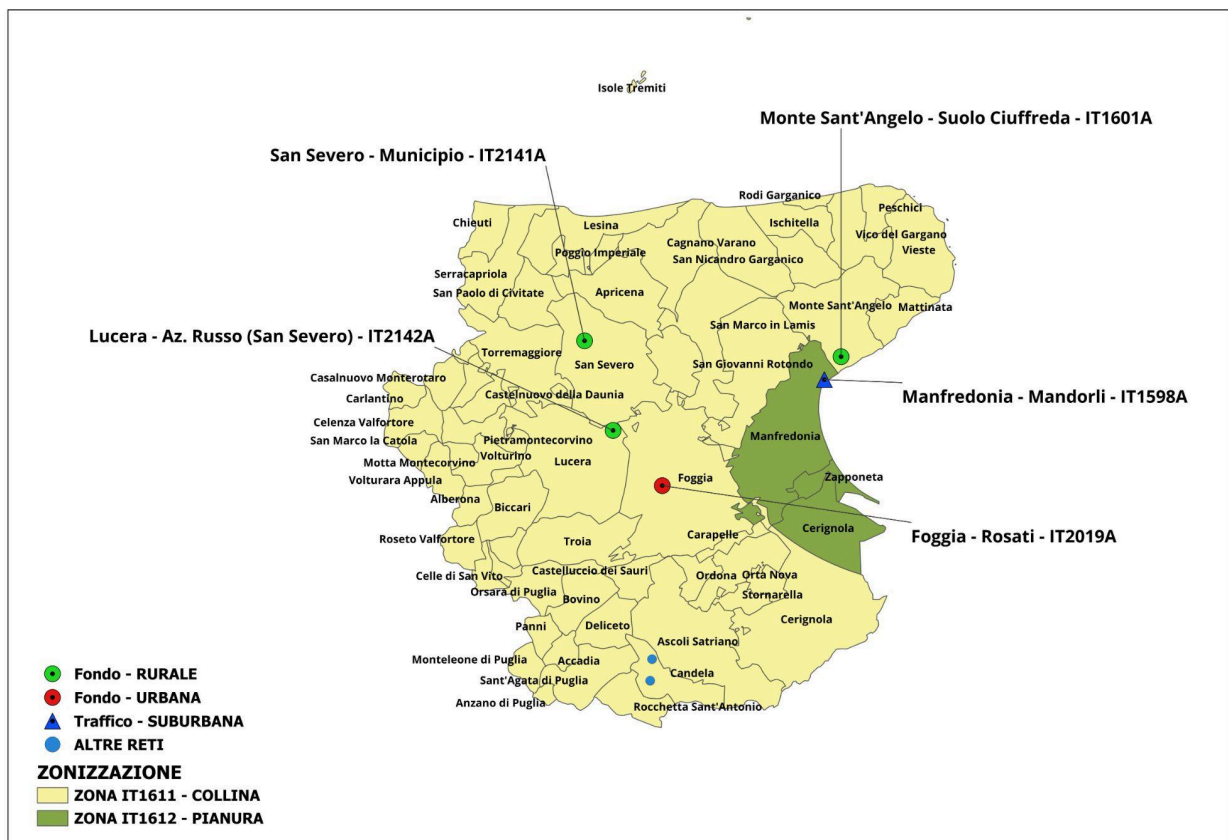 Isole Tremiti
Monte Sant'Angelo - Suolo Ciuffreda - IT1601A
San Severo - Municipio - IT2141A
Rodi Garganico
Peschici
Chieuti
Lesina
Ischitella
Vico del Gargano
Cagnano Varano
Vieste
Poggio Imperiale
San Nicandro Garganico
Serracapriola
San Paolo di Civitate
Apricena
Monte Sant'Angelo
Mattinata
San Marco in Lamis
Lucera - Az. Russo (San Severo) - IT2142A
Torremaggiore
San Severo
San Giovanni Rotondo
Casalnuovo Monterotaro
Carlantino
Castelnuovo della Daunia
Manfredonia - Mandorli - IT1598A
Celenza Valfortore
San Marco la Catola
Pietramontecorvino
Manfredonia
Volturino
Motta Montecorvino
Lucera
Volturara Appula
Foggia
Zapponeta
Alberona
Biccari
Cerignola
Roseto Valfortore
Troia
Carapelle
Foggia - Rosati - IT2019A
Celle di San Vito
Castelluccio dei Sauri
Ordona
Orta Nova
Orsara di Puglia
Bovino
Stornarella
Panni
Deliceto
Cerignola
Ascoli Satriano
Monteleone di Puglia
Accadia
Candela
Sant'Agata di Puglia
Anzano di Puglia
Rocchetta Sant'Antonio
Fondo - RURALE
Fondo - URBANA
Traffico - SUBURBANA
ALTRE RETI
ZONIZZAZIONE
ZONA IT1611 - COLLINA
ZONA IT1612 - PIANURA